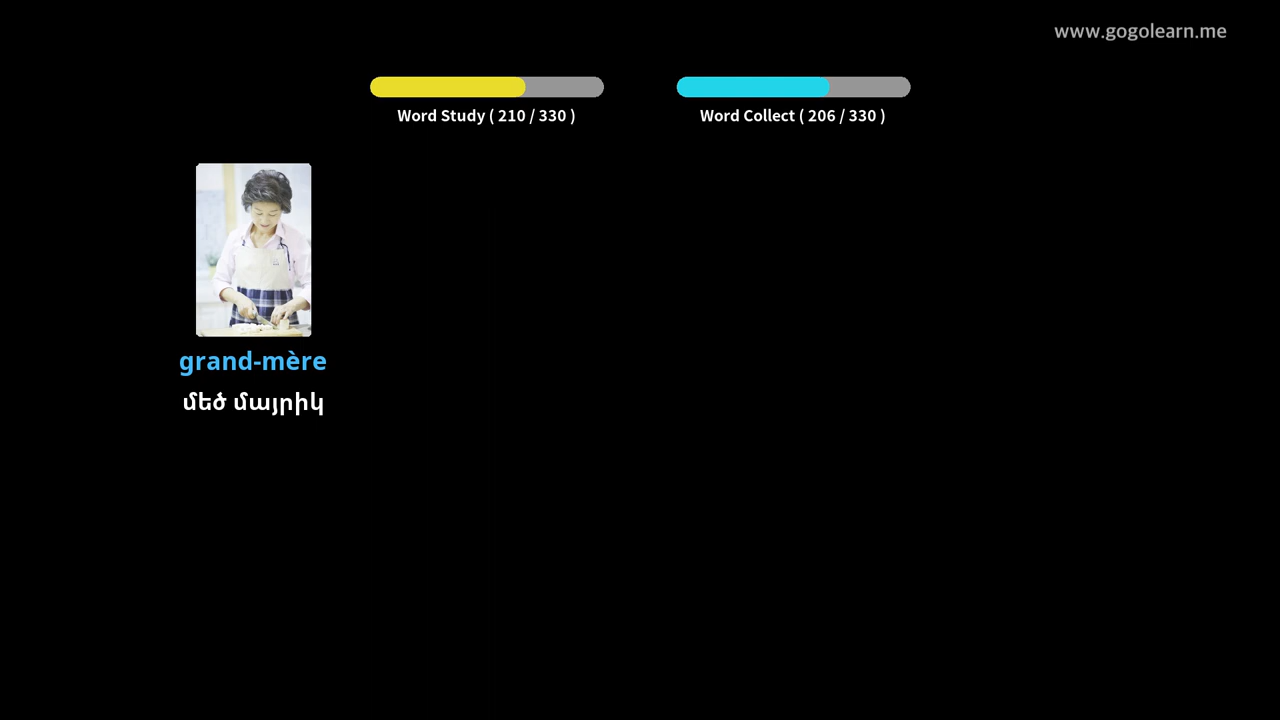 www.gogolearn.me
Word Study ( 210 / 330 )
Word Collect ( 206 / 330 )
grand-mère
մեծ մայրիկ